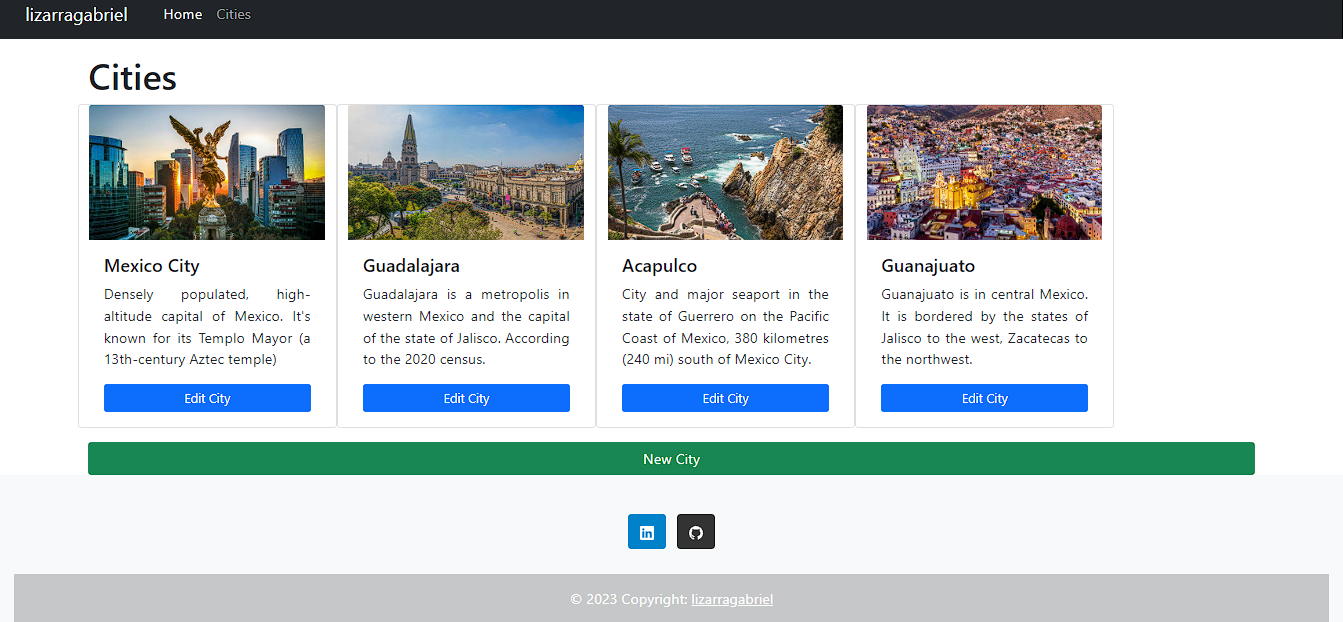 lizarragabriel Home Cities
Cities
Mexico City
Densely populated, high-
altitude capital of Mexico. It's
known for its Templo Mayor (a
13th-century Aztec temple)
Edit City
Guadalajara
Guadalajara is a metropolis in
western Mexico and the capital
of the state of Jalisco. According
to the 2020 census.
Edit City
Acapulco
City and major seaport in the
state of Guerrero on the Pacific
Coast of Mexico, 380 kilometres
(240 mi) south of Mexico City.
Edit City
Guanajuato
Guanajuato is in central Mexico.
It is bordered by the states of
Jalisco to the west, Zacatecas to
the northwest.
Edit City
New City
in
© 2023 Copyright: lizarragabriel